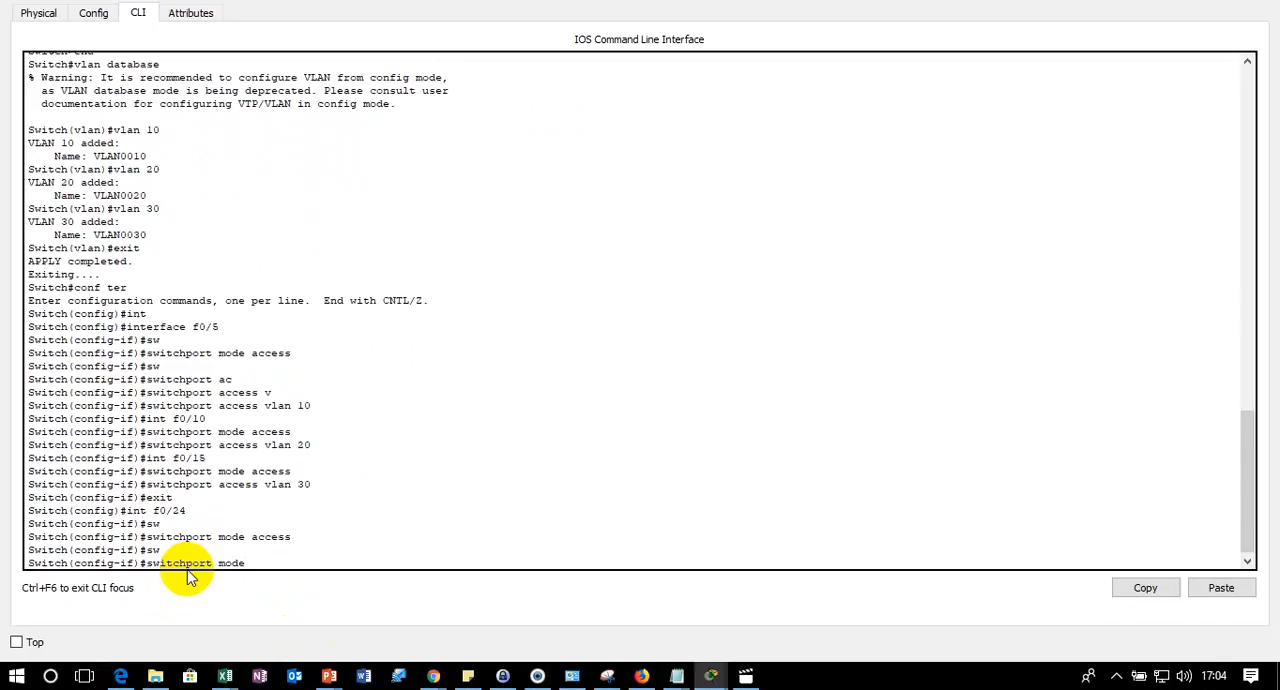 Physical Config CLI Attributes
IOS Command Line Interface
Switch#vlan database
% Warning: It is recommended to configure VLAN from config mode,
as VLAN database mode is being deprecated. Please consult user
documentation for configuring VTP/VLAN in config mode.
Switch(vlan)#vlan 10
VLAN 10 added:
Name: VLAN0010
Switch(vlan)#vlan 20
VLAN 20 added:
Name: VLAN0020
Switch(vlan)#vlan 30
VLAN 30 added:
Name: VLAN0030
Switch(vlan)#exit
APPLY completed.
Exiting....
Switch#conf ter
Enter configuration commands, one per line. End with CNTL/Z.
Switch(config)#int
Switch(config)#interface f0/5
Switch(config-if)#sw
Switch(config-if)#switchport mode access
Switch(config-if)#sw
Switch(config-if)#switchport ac
Switch(config-if)#switchport access v
Switch(config-if)#switchport access vlan 10
Switch(config-if)#int f0/10
Switch(config-if)#switchport mode access
Switch(config-if)#switchport access vlan 20
Switch(config-if)#int f0/15
Switch(config-if)#switchport mode access
Switch(config-if)#switchport access vlan 30
Switch(config-if)#exit
Switch(config)#int f0/24
Switch(config-if)#sw
Switch(config-if)#switchport mode access
Switch(config-if)#sw
Switch(config-if)#switchport mode
Ctrl+F6 to exit CLI focus
Copy Paste
Top
17:04